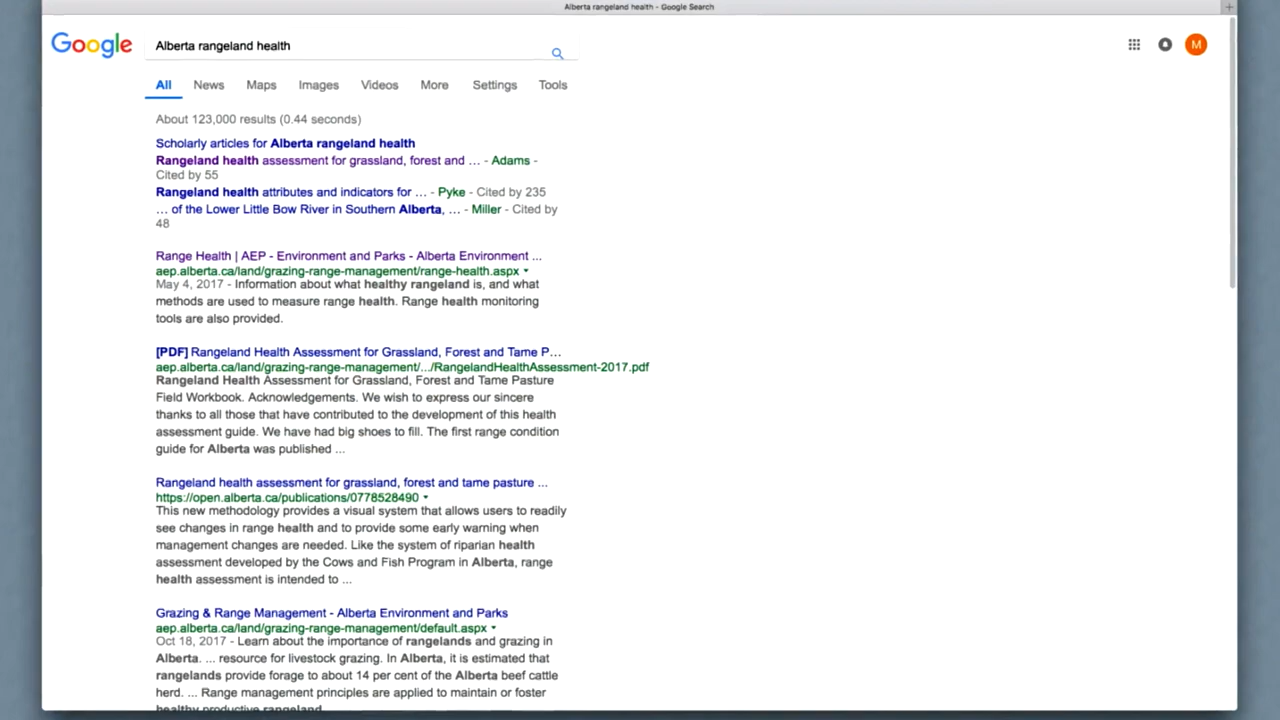 Alberta rangeland health - Google Search
+
Google
Alberta rangeland health
M
All News Maps Images Videos More Settings Tools
About 123,000 results (0.44 seconds)
Scholarly articles for Alberta rangeland health
Rangeland health assessment for grassland, forest and ... - Adams -
Cited by 55
Rangeland health attributes and indicators for ... - Pyke - Cited by 235
... of the Lower Little Bow River in Southern Alberta, ... - Miller - Cited by
48
Range Health | AEP - Environment and Parks - Alberta Environment ...
aep.alberta.ca/land/grazing-range-management/range-health.aspx
May 4, 2017 - Information about what healthy rangeland is, and what
methods are used to measure range health. Range health monitoring
tools are also provided.
[PDF] Rangeland Health Assessment for Grassland, Forest and Tame P...
aep.alberta.ca/land/grazing-range-management/.../RangelandHealthAssessment-2017.pdf
Rangeland Health Assessment for Grassland, Forest and Tame Pasture
Field Workbook. Acknowledgements. We wish to express our sincere
thanks to all those that have contributed to the development of this health
assessment guide. We have had big shoes to fill. The first range condition
guide for Alberta was published ...
Rangeland health assessment for grassland, forest and tame pasture ...
https://open.alberta.ca/publications/0778528490
This new methodology provides a visual system that allows users to readily
see changes in range health and to provide some early warning when
management changes are needed. Like the system of riparian health
assessment developed by the Cows and Fish Program in Alberta, range
health assessment is intended to ...
Grazing & Range Management - Alberta Environment and Parks
aep.alberta.ca/land/grazing-range-management/default.aspx
Oct 18, 2017 - Learn about the importance of rangelands and grazing in
Alberta. ... resource for livestock grazing. In Alberta, it is estimated that
rangelands provide forage to about 14 per cent of the Alberta beef cattle
herd. ... Range management principles are applied to maintain or foster
healthy productive rangeland.